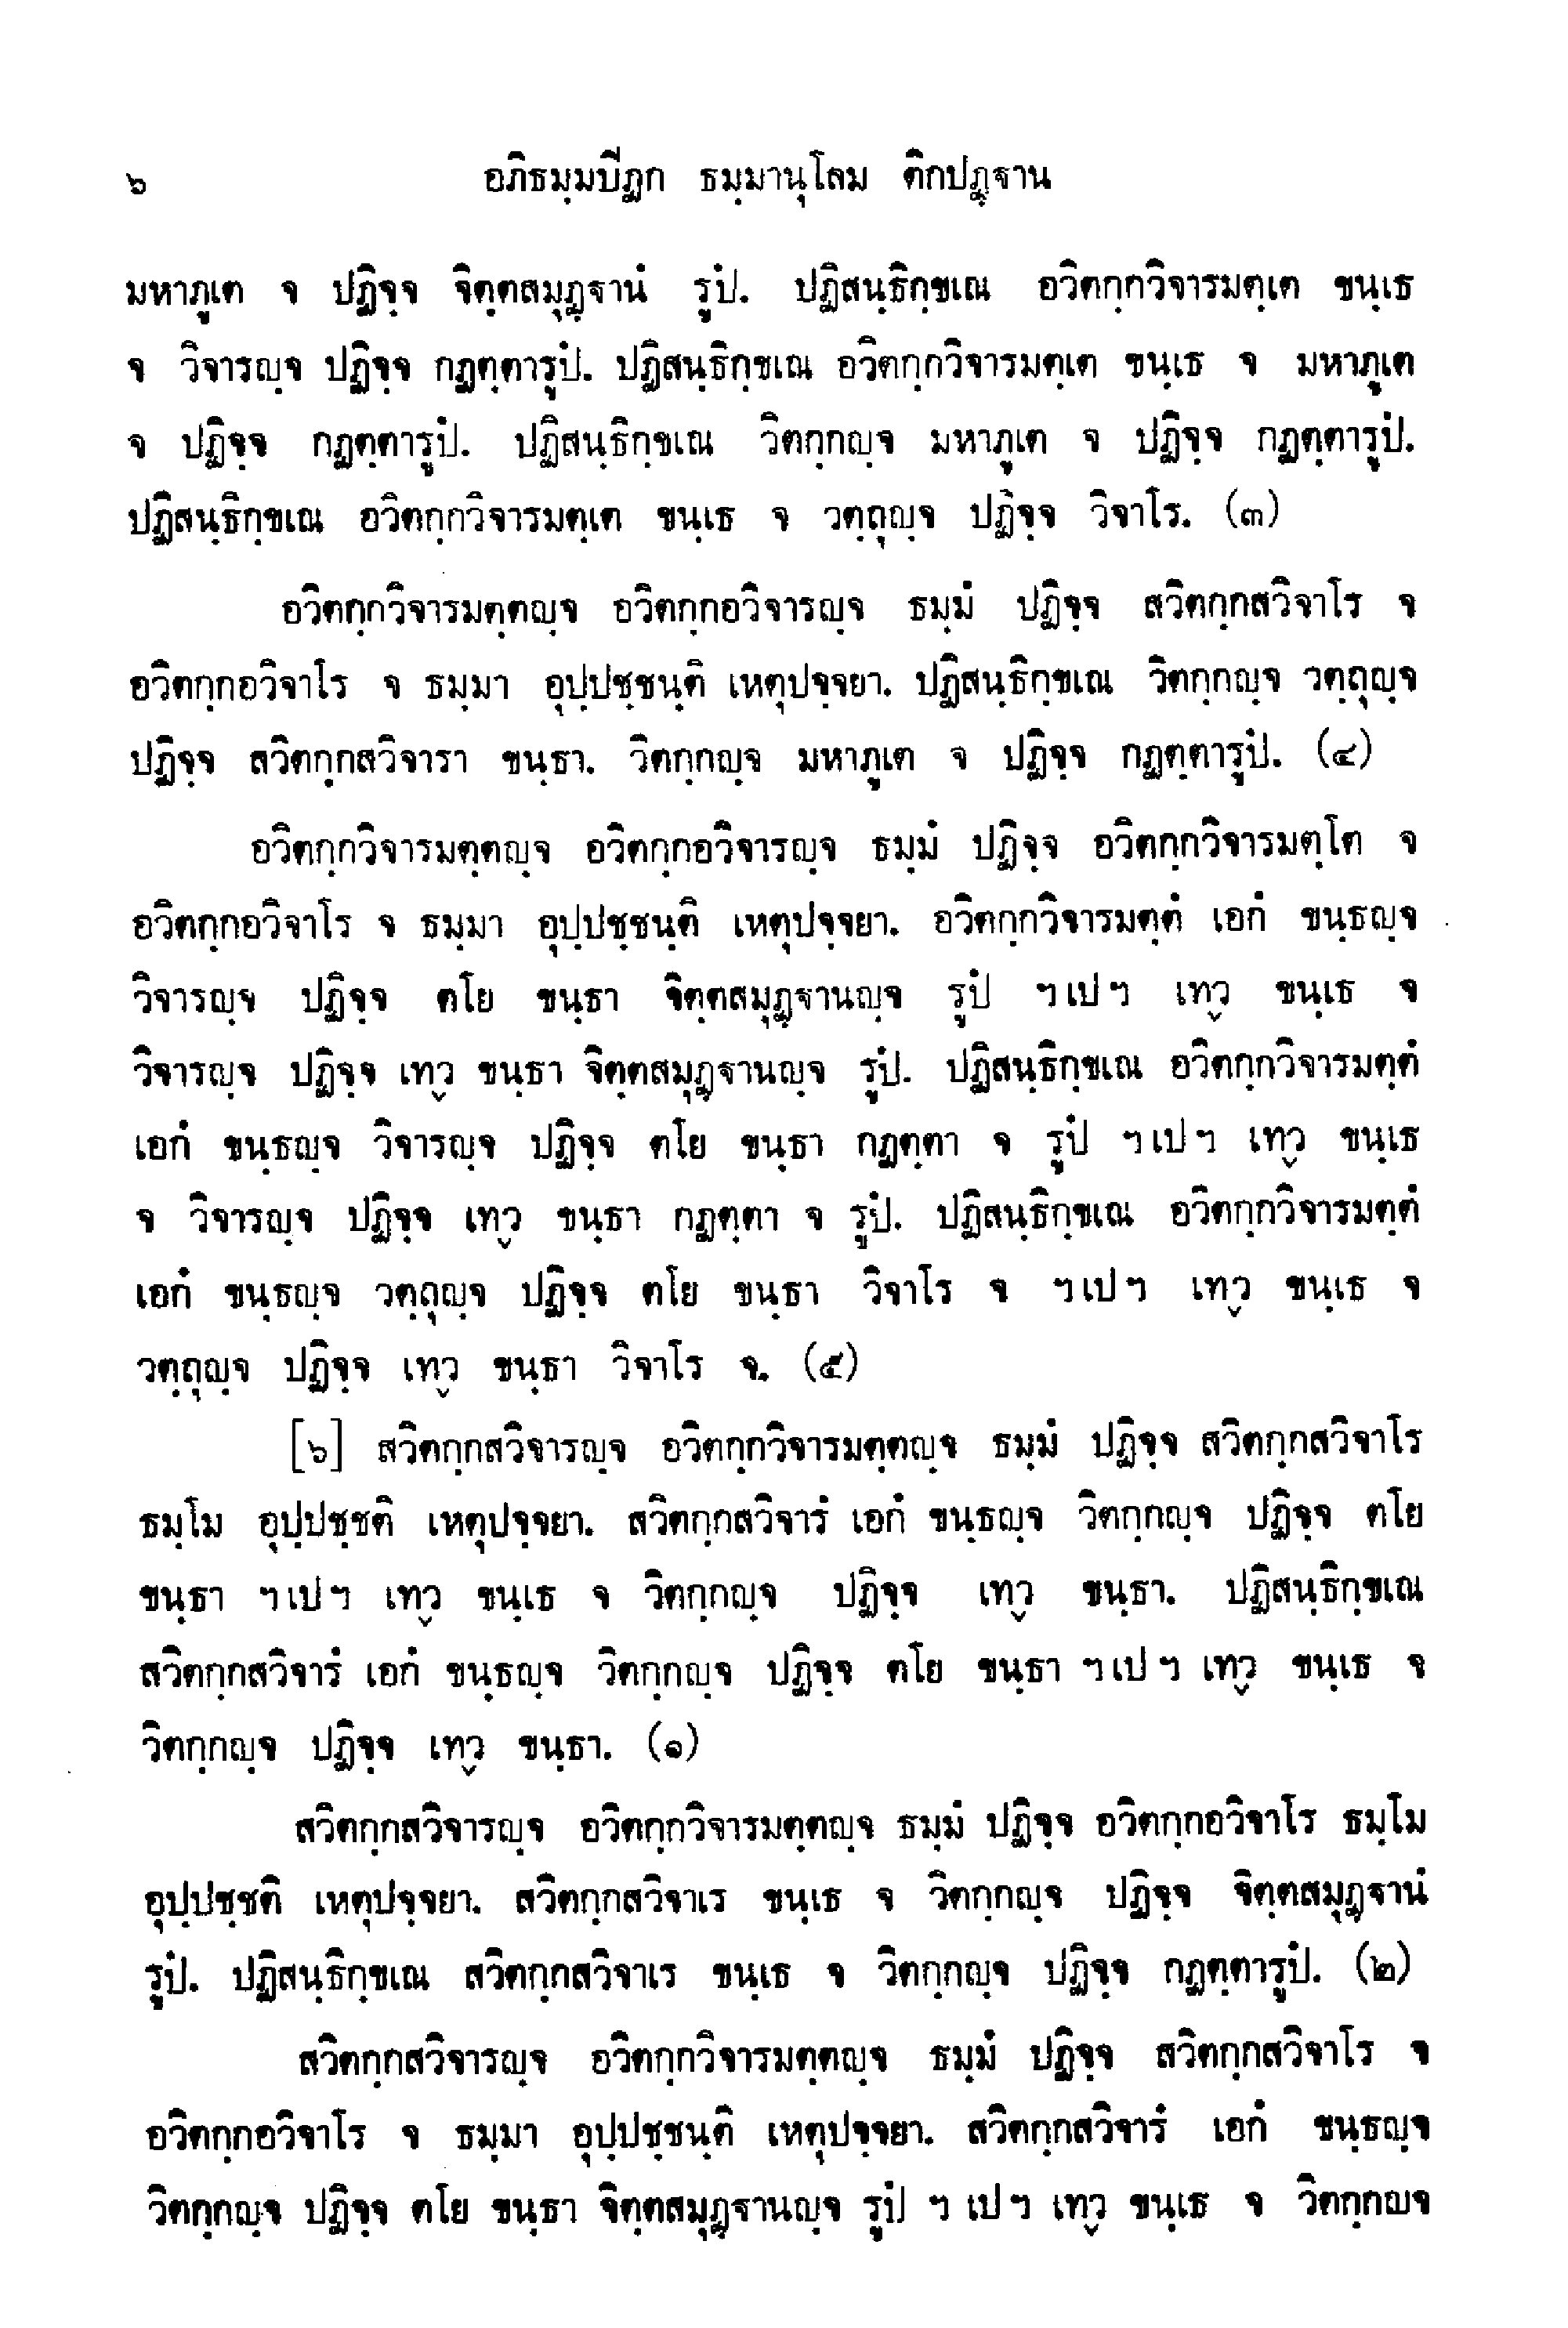 ๖ อภิธมฺมปีฏก ธมฺมานุโลม ติกปฏฺฐาน
มหาภูเต จ ปฏิจฺจ จิตฺตสมุฏฺฐานํ รูปํ. ปฏิสนฺธิกฺขเณ อวิตกฺกวิจารมตฺเต ขนฺเธ
จ วิจารญฺจ ปฏิจฺจ กฏตฺตารูปํ. ปฏิสนฺธิกฺขเณ อวิตกฺกวิจารมตฺเต ขนฺเธ จ มหาภูเต
จ ปฏิจฺจ กฏตฺตารูปํ. ปฏิสนฺธิกฺขเณ วิตกฺกญฺจ มหาภูเต จ ปฏิจฺจ กฏตฺตารูปํ.
ปฏิสนฺธิกฺขเณ อวิตกฺกวิจารมตฺเต ขนฺเธ จ วตฺถุญฺจ ปฏิจฺจ วิจาโร. (๓)
อวิตกฺกวิจารมตฺตญฺจ อวิตกฺกอวิจารญฺจ ธมฺมํ ปฏิจฺจ สวิตกฺกสวิจาโร จ
อวิตกฺกอวิจาโร จ ธมฺมา อุปฺปชฺชนฺติ เหตุปจฺจยา. ปฏิสนฺธิกฺขเณ วิตกฺกญฺจ วตฺถุญฺจ
ปฏิจฺจ สวิตกฺกสวิจารา ขนฺธา. วิตกฺกญฺจ มหาภูเต จ ปฏิจฺจ กฏตฺตารูปํ. (๔)
อวิตกฺกวิจารมตฺตญฺจ อวิตกฺกอวิจารญฺจ ธมฺมํ ปฏิจฺจ อวิตกฺกวิจารมตฺโต จ
อวิตกฺกอวิจาโร จ ธมฺมา อุปฺปชฺชนฺติ เหตุปจฺจยา. อวิตกฺกวิจารมตฺตํ เอกํ ขนฺธญฺจ
วิจารญฺจ ปฏิจฺจ ตโย ขนฺธา จิตฺตสมุฏฺฐานญฺจ รูปํ ฯ เป ฯ เทฺว ขนฺเธ จ
วิจารญฺจ ปฏิจฺจ เทฺว ขนฺธา จิตฺตสมุฏฺฐานญฺจ รูปํ. ปฏิสนฺธิกฺขเณ อวิตกฺกวิจารมตฺตํ
เอกํ ขนฺธญฺจ วิจารญฺจ ปฏิจฺจ ตโย ขนฺธา กฏตฺตา จ รูปํ ฯ เป ฯ เทฺว ขนฺเธ
จ วิจารญฺจ ปฏิจฺจ เทฺว ขนฺธา กฏตฺตา จ รูปํ. ปฏิสนฺธิกฺขเณ อวิตกฺกวิจารมตฺตํ
เอกํ ขนฺธญฺจ วตฺถุญฺจ ปฏิจฺจ ตโย ขนฺธา วิจาโร จ ฯ เป ฯ เทฺว ขนฺเธ จ
วตฺถุญฺจ ปฏิจฺจ เทฺว ขนฺธา วิจาโร จ. (๕)
[๖] สวิตกฺกสวิจารญฺจ อวิตกฺกวิจารมตฺตญฺจ ธมฺมํ ปฏิจฺจ สวิตกฺกสวิจาโร
ธมฺโม อุปฺปชฺชติ เหตุปจฺจยา. สวิตกฺกสวิจารํ เอกํ ขนฺธญฺจ วิตกฺกญฺจ ปฏิจฺจ ตโย
ขนฺธา ฯ เป ฯ เทฺว ขนฺเธ จ วิตกฺกญฺจ ปฏิจฺจ เทฺว ขนฺธา. ปฏิสนฺธิกฺขเณ
สวิตกฺกสวิจารํ เอกํ ขนฺธญฺจ วิตกฺกญฺจ ปฏิจฺจ ตโย ขนฺธา ฯ เป ฯ เทฺว ขนฺเธ จ
วิตกฺกญฺจ ปฏิจฺจ เทฺว ขนฺธา. (๑)
สวิตกฺกสวิจารญฺจ อวิตกฺกวิจารมตฺตญฺจ ธมฺมํ ปฏิจฺจ อวิตกฺกอวิจาโร ธมฺโม
อุปฺปชฺชติ เหตุปจฺจยา. สวิตกฺกสวิจาเร ขนฺเธ จ วิตกฺกญฺจ ปฏิจฺจ จิตฺตสมุฏฺฐานํ
รูปํ. ปฏิสนฺธิกฺขเณ สวิตกฺกสวิจาเร ขนฺเธ จ วิตกฺกญฺจ ปฏิจฺจ กฏตฺตารูปํ. (๒)
สวิตกฺกสวิจารญฺจ อวิตกฺกวิจารมตฺตญฺจ ธมฺมํ ปฏิจฺจ สวิตกฺกสวิจาโร จ
อวิตกฺกอวิจาโร จ ธมฺมา อุปฺปชฺชนฺติ เหตุปจฺจยา. สวิตกฺกสวิจารํ เอกํ ขนฺธญฺจ
วิตกฺกญฺจ ปฏิจฺจ ตโย ขนฺธา จิตฺตสมุฏฺฐานญฺจ รูปํ ฯ เป ฯ เทฺว ขนฺเธ จ วิตกฺกญจ